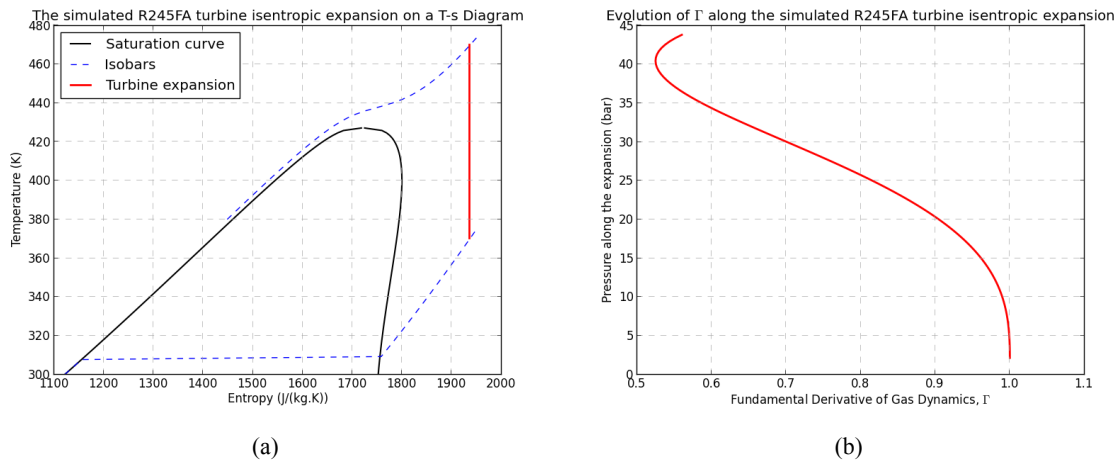 The simulated R245FA turbine isentropic expansion on a T-s Diagram
480
460
440
420
400
380
360
340
320
300
Temperature (K)
Saturation curve
Isobars
Turbine expansion
1100 1200 1300 1400 1500 1600 1700 1800 1900 2000
Entropy (J/(kg.K))
(a)
Evolution of Γ along the simulated R245FA turbine isentropic expansion
45
40
35
30
25
20
15
10
5
0
Pressure along the expansion (bar)
0.5 0.6 0.7 0.8 0.9 1.0 1.1
Fundamental Derivative of Gas Dynamics, Γ
(b)